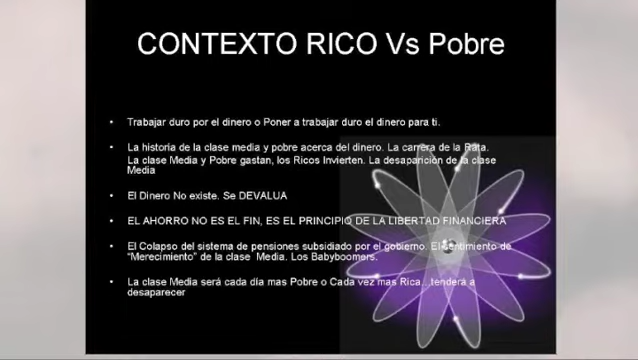 CONTEXTO RICO Vs Pobre
• Trabajar duro por el dinero o Poner a trabajar duro el dinero para ti.
• La historia de la clase media y pobre acerca del dinero. La carrera de la Rata.
La clase Media y Pobre gastan, los Ricos Invierten. La desaparición de la clase
Media
• El Dinero No existe. Se DEVALUA
• EL AHORRO NO ES EL FIN, ES EL PRINCIPIO DE LA LIBERTAD FINANCIERA
• El Colapso del sistema de pensiones subsidiado por el gobierno. El sentimiento de
“Merecimiento” de la clase Media. Los Babyboomers.
• La clase Media será cada día mas Pobre o Cada vez mas Rica...tenderá a
desaparecer